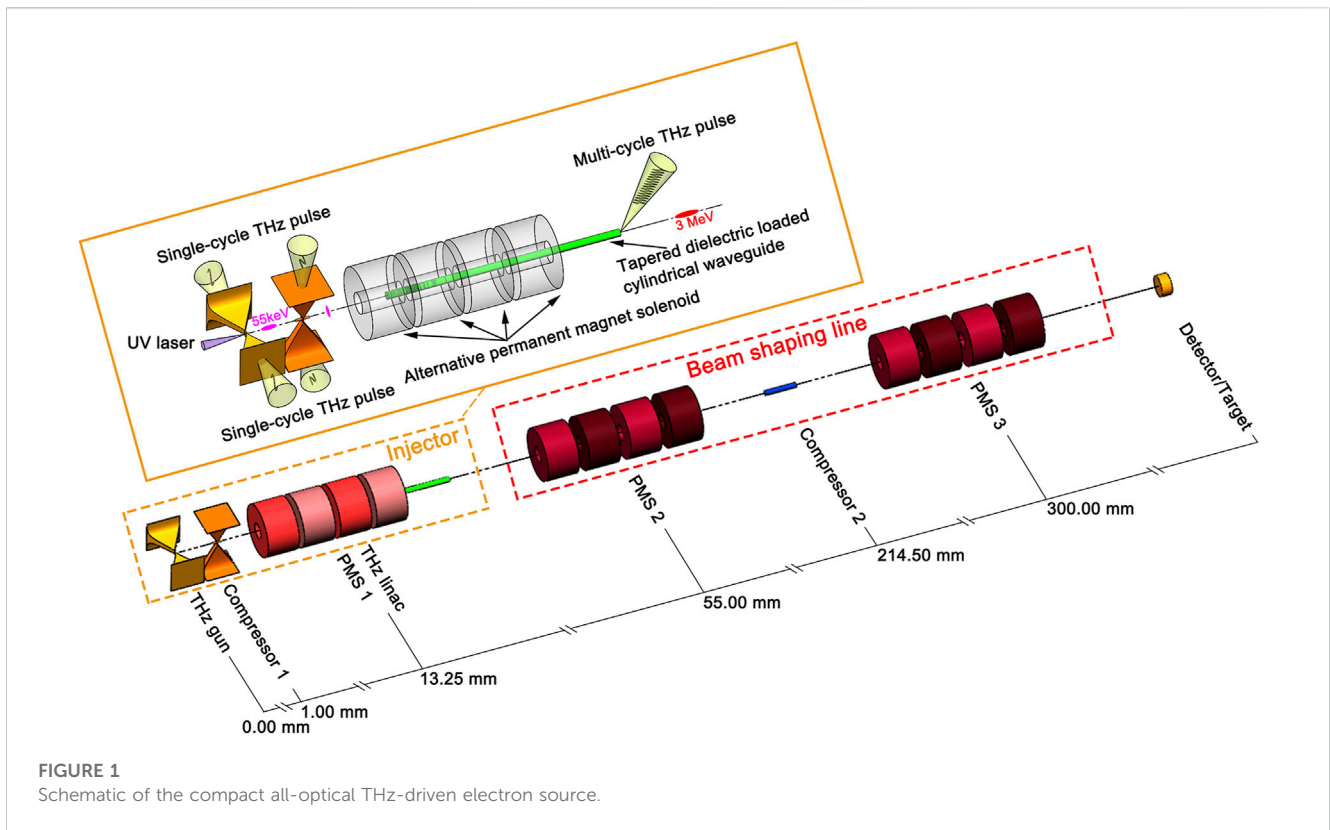 Multi-cycle THz pulse
Single-cycle THz pulse
3 MeV
Tapered dielectric loaded
cylindrical waveguide
55keV
UV laser
Alternative permanent magnet solenoid
Single-cycle THz pulse
Injector
Beam shaping line
THz gun
Compressor 1
PMS 1
THz linac
PMS 2
Compressor 2
PMS 3
Detector/Target
0.00 mm
1.00 mm
13.25 mm
55.00 mm
214.50 mm
300.00 mm
FIGURE 1
Schematic of the compact all-optical THz-driven electron source.